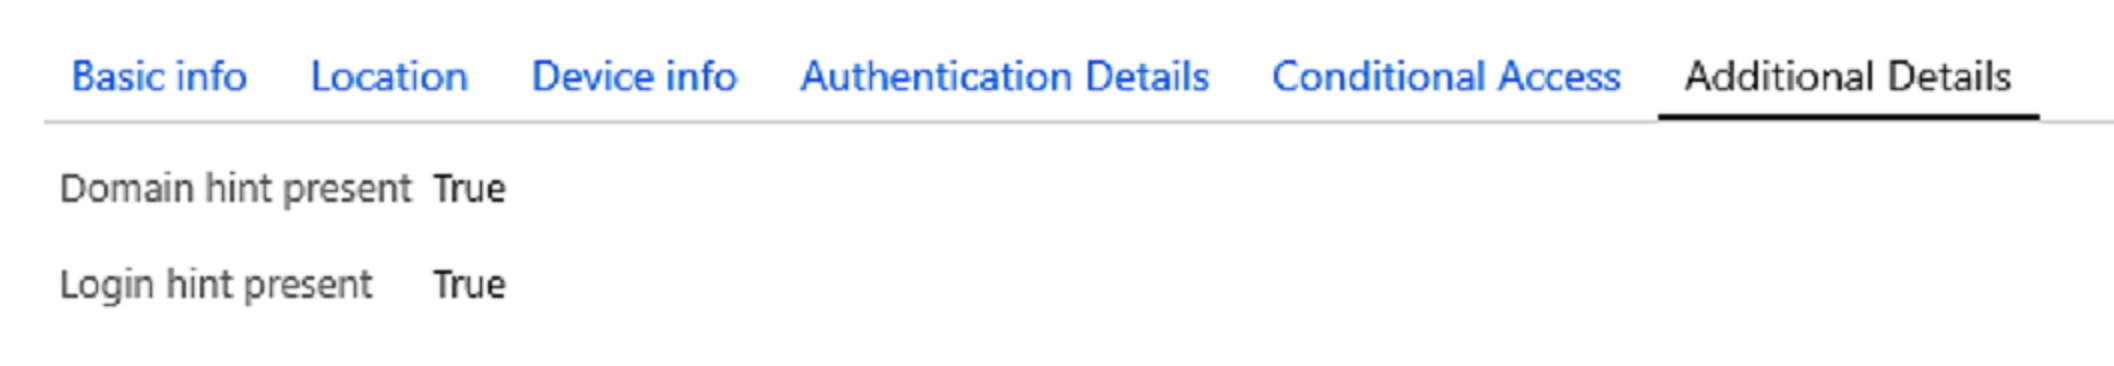 Basic info Location Device info Authentication Details Conditional Access Additional Details
Domain hint present True
Login hint present True